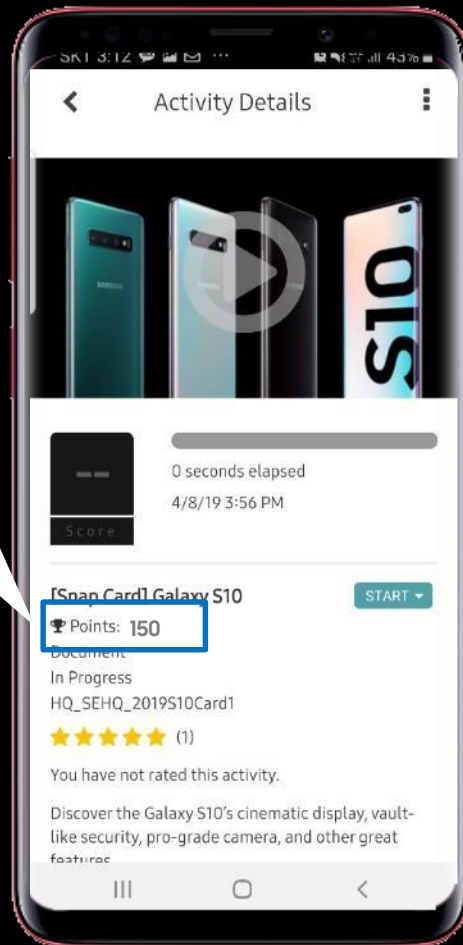 SKT 3:12 43%
Activity Details
SAMSUNG
S10
0 seconds elapsed
4/8/19 3:56 PM
--
Score
[Snap Card] Galaxy S10
START
Points: 150
Document
In Progress
HQ_SEHQ_2019S10Card1
(1)
You have not rated this activity.
Discover the Galaxy S10's cinematic display, vault-
like security, pro-grade camera, and other great
features